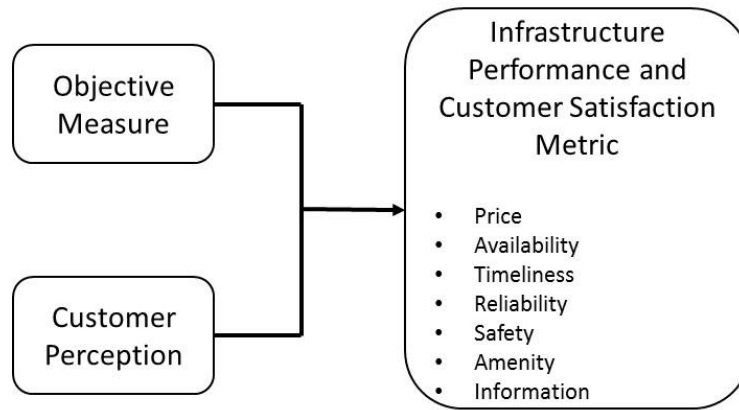 Objective
Measure
Customer
Perception
Infrastructure
Performance and
Customer Satisfaction
Metric
• Price
• Availability
• Timeliness
• Reliability
• Safety
• Amenity
• Information